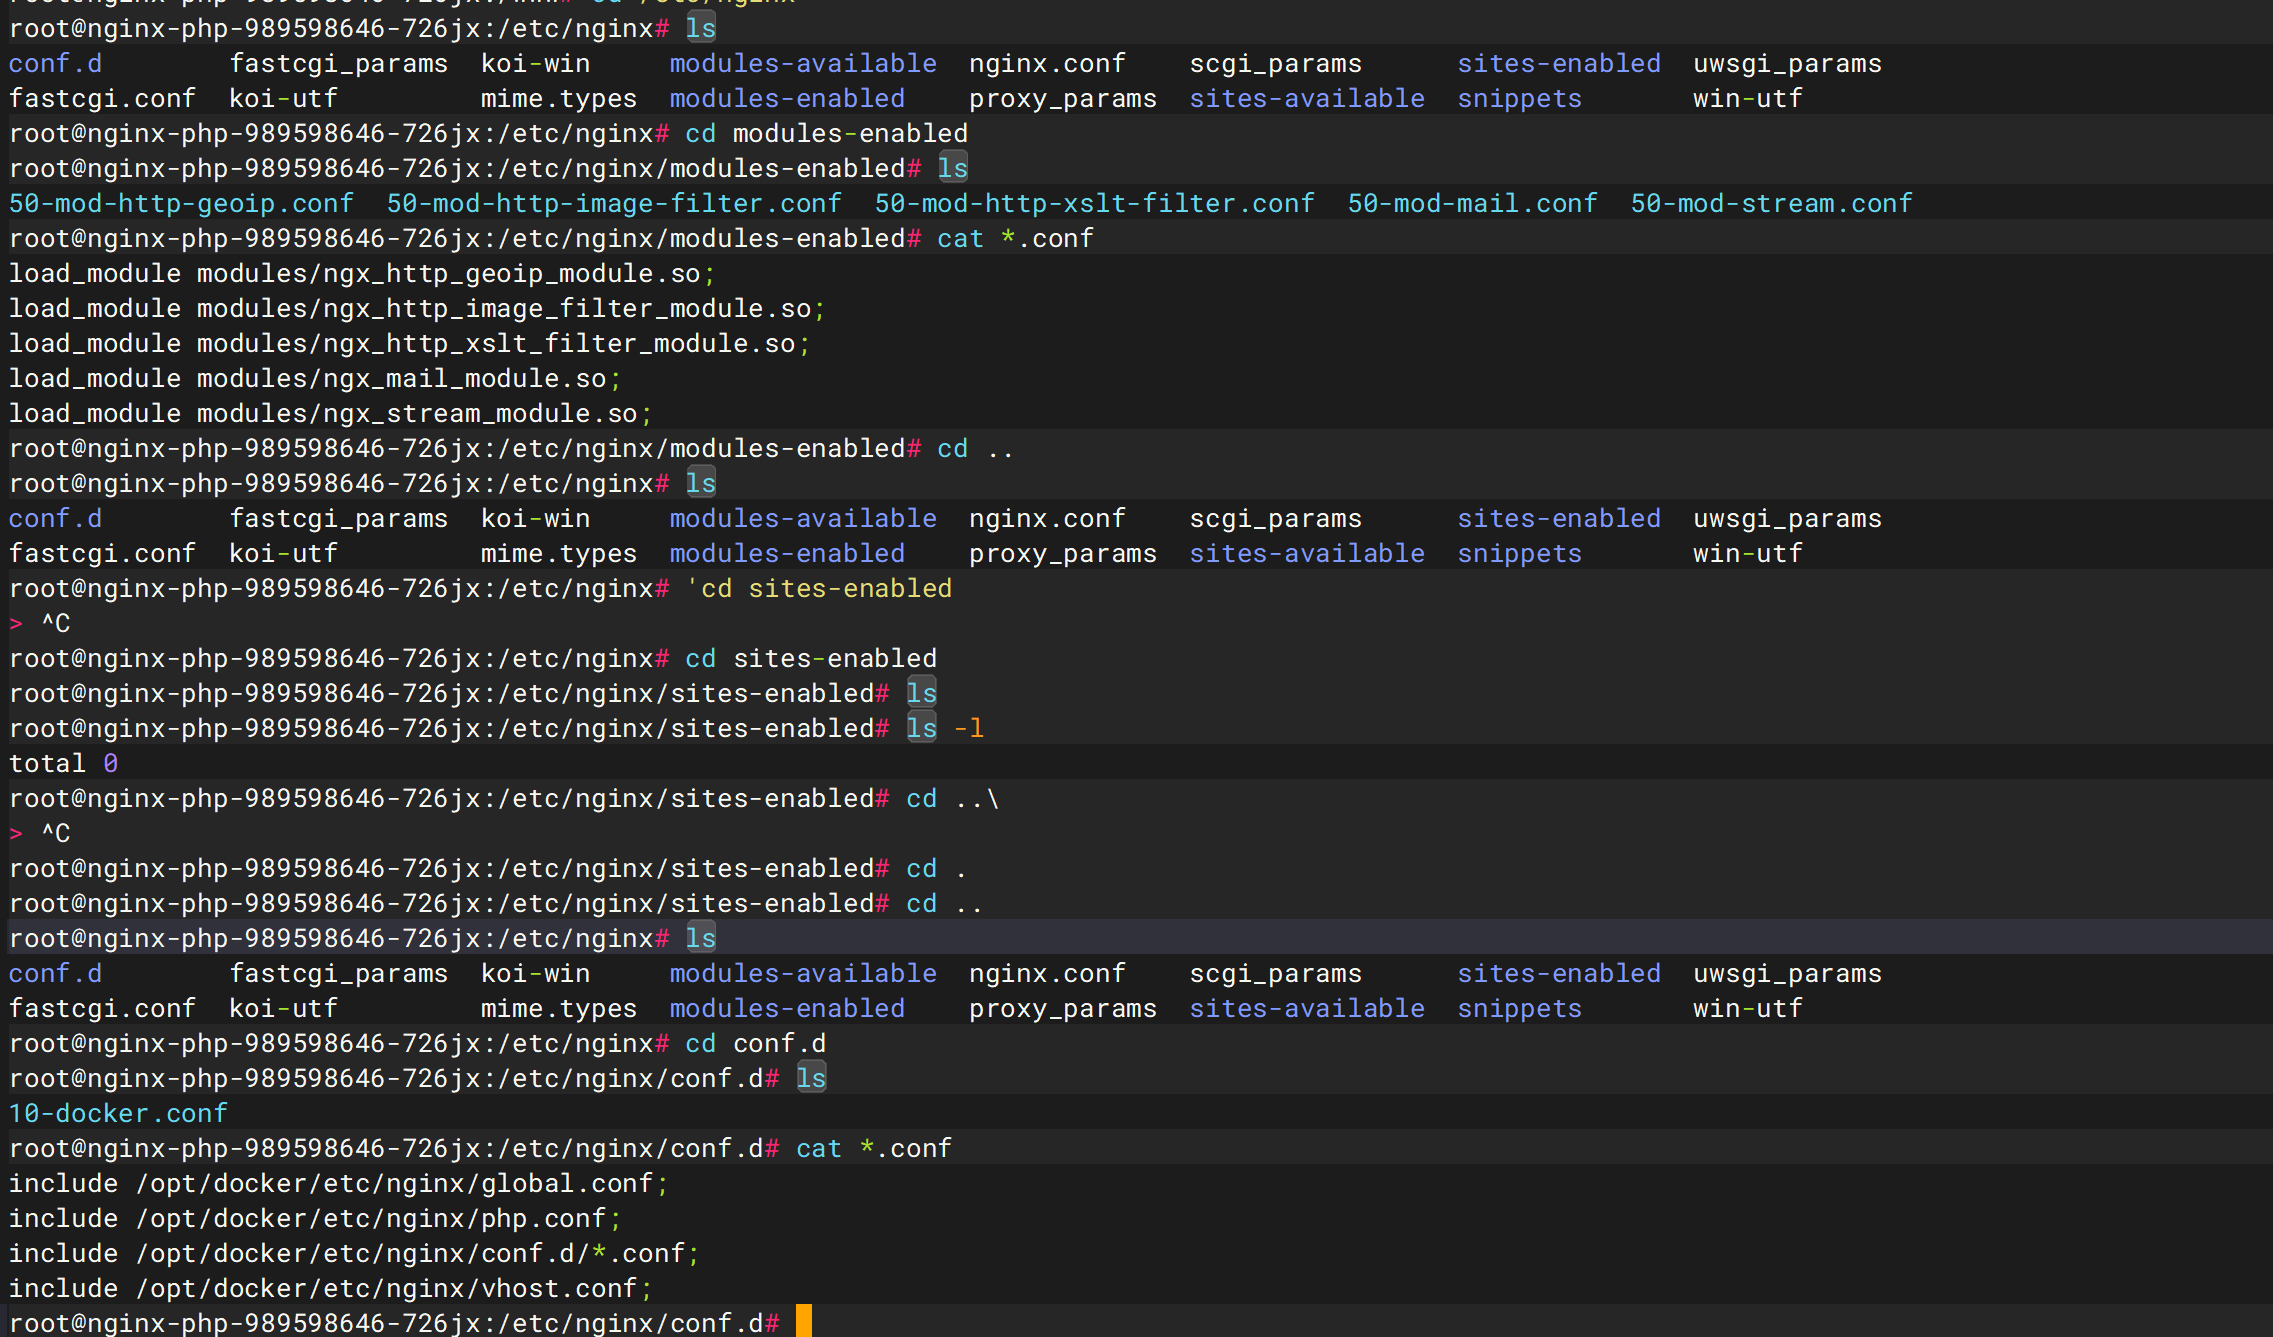 root@nginx-php-989598646-726jx:/etc/nginx# ls
conf.d        fastcgi_params  koi-win     modules-available  nginx.conf    scgi_params      sites-enabled  uwsgi_params
fastcgi.conf  koi-utf         mime.types  modules-enabled    proxy_params  sites-available  snippets       win-utf
root@nginx-php-989598646-726jx:/etc/nginx# cd modules-enabled
root@nginx-php-989598646-726jx:/etc/nginx/modules-enabled# ls
50-mod-http-geoip.conf  50-mod-http-image-filter.conf  50-mod-http-xslt-filter.conf  50-mod-mail.conf  50-mod-stream.conf
root@nginx-php-989598646-726jx:/etc/nginx/modules-enabled# cat *.conf
load_module modules/ngx_http_geoip_module.so;
load_module modules/ngx_http_image_filter_module.so;
load_module modules/ngx_http_xslt_filter_module.so;
load_module modules/ngx_mail_module.so;
load_module modules/ngx_stream_module.so;
root@nginx-php-989598646-726jx:/etc/nginx/modules-enabled# cd ..
root@nginx-php-989598646-726jx:/etc/nginx# ls
conf.d        fastcgi_params  koi-win     modules-available  nginx.conf    scgi_params      sites-enabled  uwsgi_params
fastcgi.conf  koi-utf         mime.types  modules-enabled    proxy_params  sites-available  snippets       win-utf
root@nginx-php-989598646-726jx:/etc/nginx# 'cd sites-enabled
> ^C
root@nginx-php-989598646-726jx:/etc/nginx# cd sites-enabled
root@nginx-php-989598646-726jx:/etc/nginx/sites-enabled# ls
root@nginx-php-989598646-726jx:/etc/nginx/sites-enabled# ls -l
total 0
root@nginx-php-989598646-726jx:/etc/nginx/sites-enabled# cd ..\
> ^C
root@nginx-php-989598646-726jx:/etc/nginx/sites-enabled# cd .
root@nginx-php-989598646-726jx:/etc/nginx/sites-enabled# cd ..
root@nginx-php-989598646-726jx:/etc/nginx# ls
conf.d        fastcgi_params  koi-win     modules-available  nginx.conf    scgi_params      sites-enabled  uwsgi_params
fastcgi.conf  koi-utf         mime.types  modules-enabled    proxy_params  sites-available  snippets       win-utf
root@nginx-php-989598646-726jx:/etc/nginx# cd conf.d
root@nginx-php-989598646-726jx:/etc/nginx/conf.d# ls
10-docker.conf
root@nginx-php-989598646-726jx:/etc/nginx/conf.d# cat *.conf
include /opt/docker/etc/nginx/global.conf;
include /opt/docker/etc/nginx/php.conf;
include /opt/docker/etc/nginx/conf.d/*.conf;
include /opt/docker/etc/nginx/vhost.conf;
root@nginx-php-989598646-726jx:/etc/nginx/conf.d#